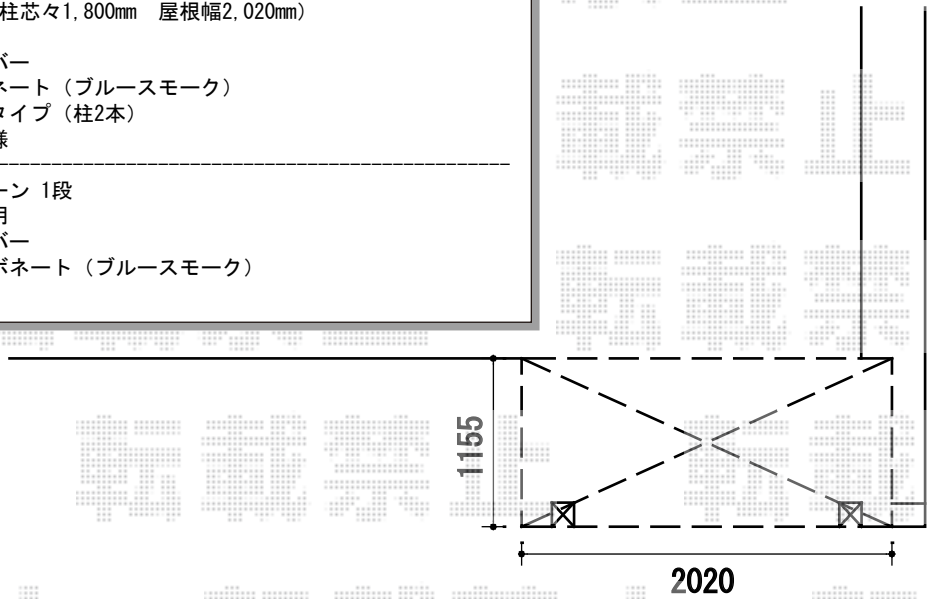 柱芯々1,800mm　屋根幅2,020mm）
バー
ネート（ブルースモーク）
タイプ（柱2本）
様
ーン 1段
用
バー
ボネート（ブルースモーク）
載禁止
転載禁
転載禁止 転載
1155
2020